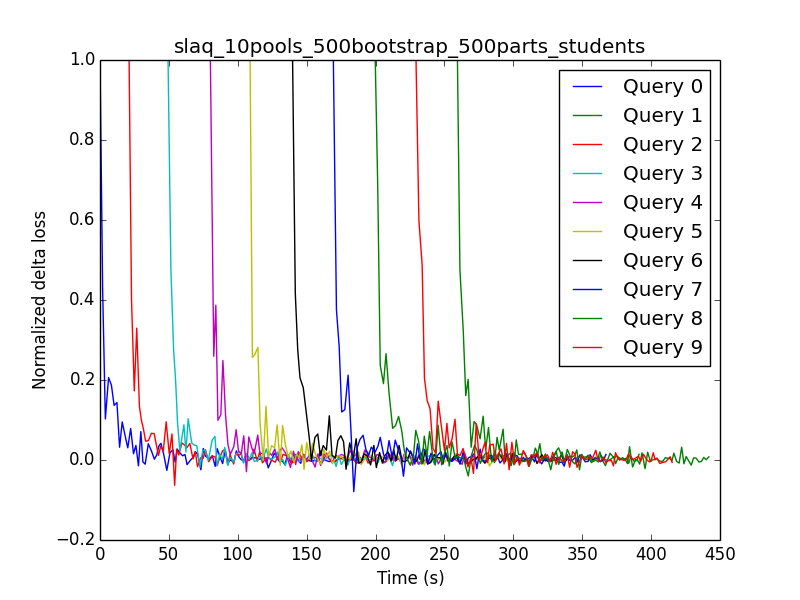 slaq_10pools_500bootstrap_500parts_students
1.0
0.8
0.6
0.4
0.2
0.0
−0.2
Normalized delta loss
0 50 100 150 200 250 300 350 400 450
Time (s)
Query 0
Query 1
Query 2
Query 3
Query 4
Query 5
Query 6
Query 7
Query 8
Query 9